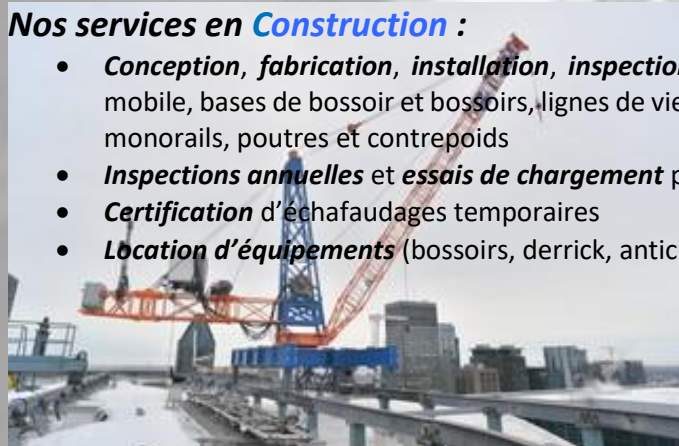 Nos services en Construction :
• Conception, fabrication, installation, inspection
mobile, bases de bossoir et bossoirs, lignes de vie
monorails, poutres et contrepoids
• Inspections annuelles et essais de chargement p
• Certification d'échafaudages temporaires
• Location d'équipements (bossoirs, derrick, antic